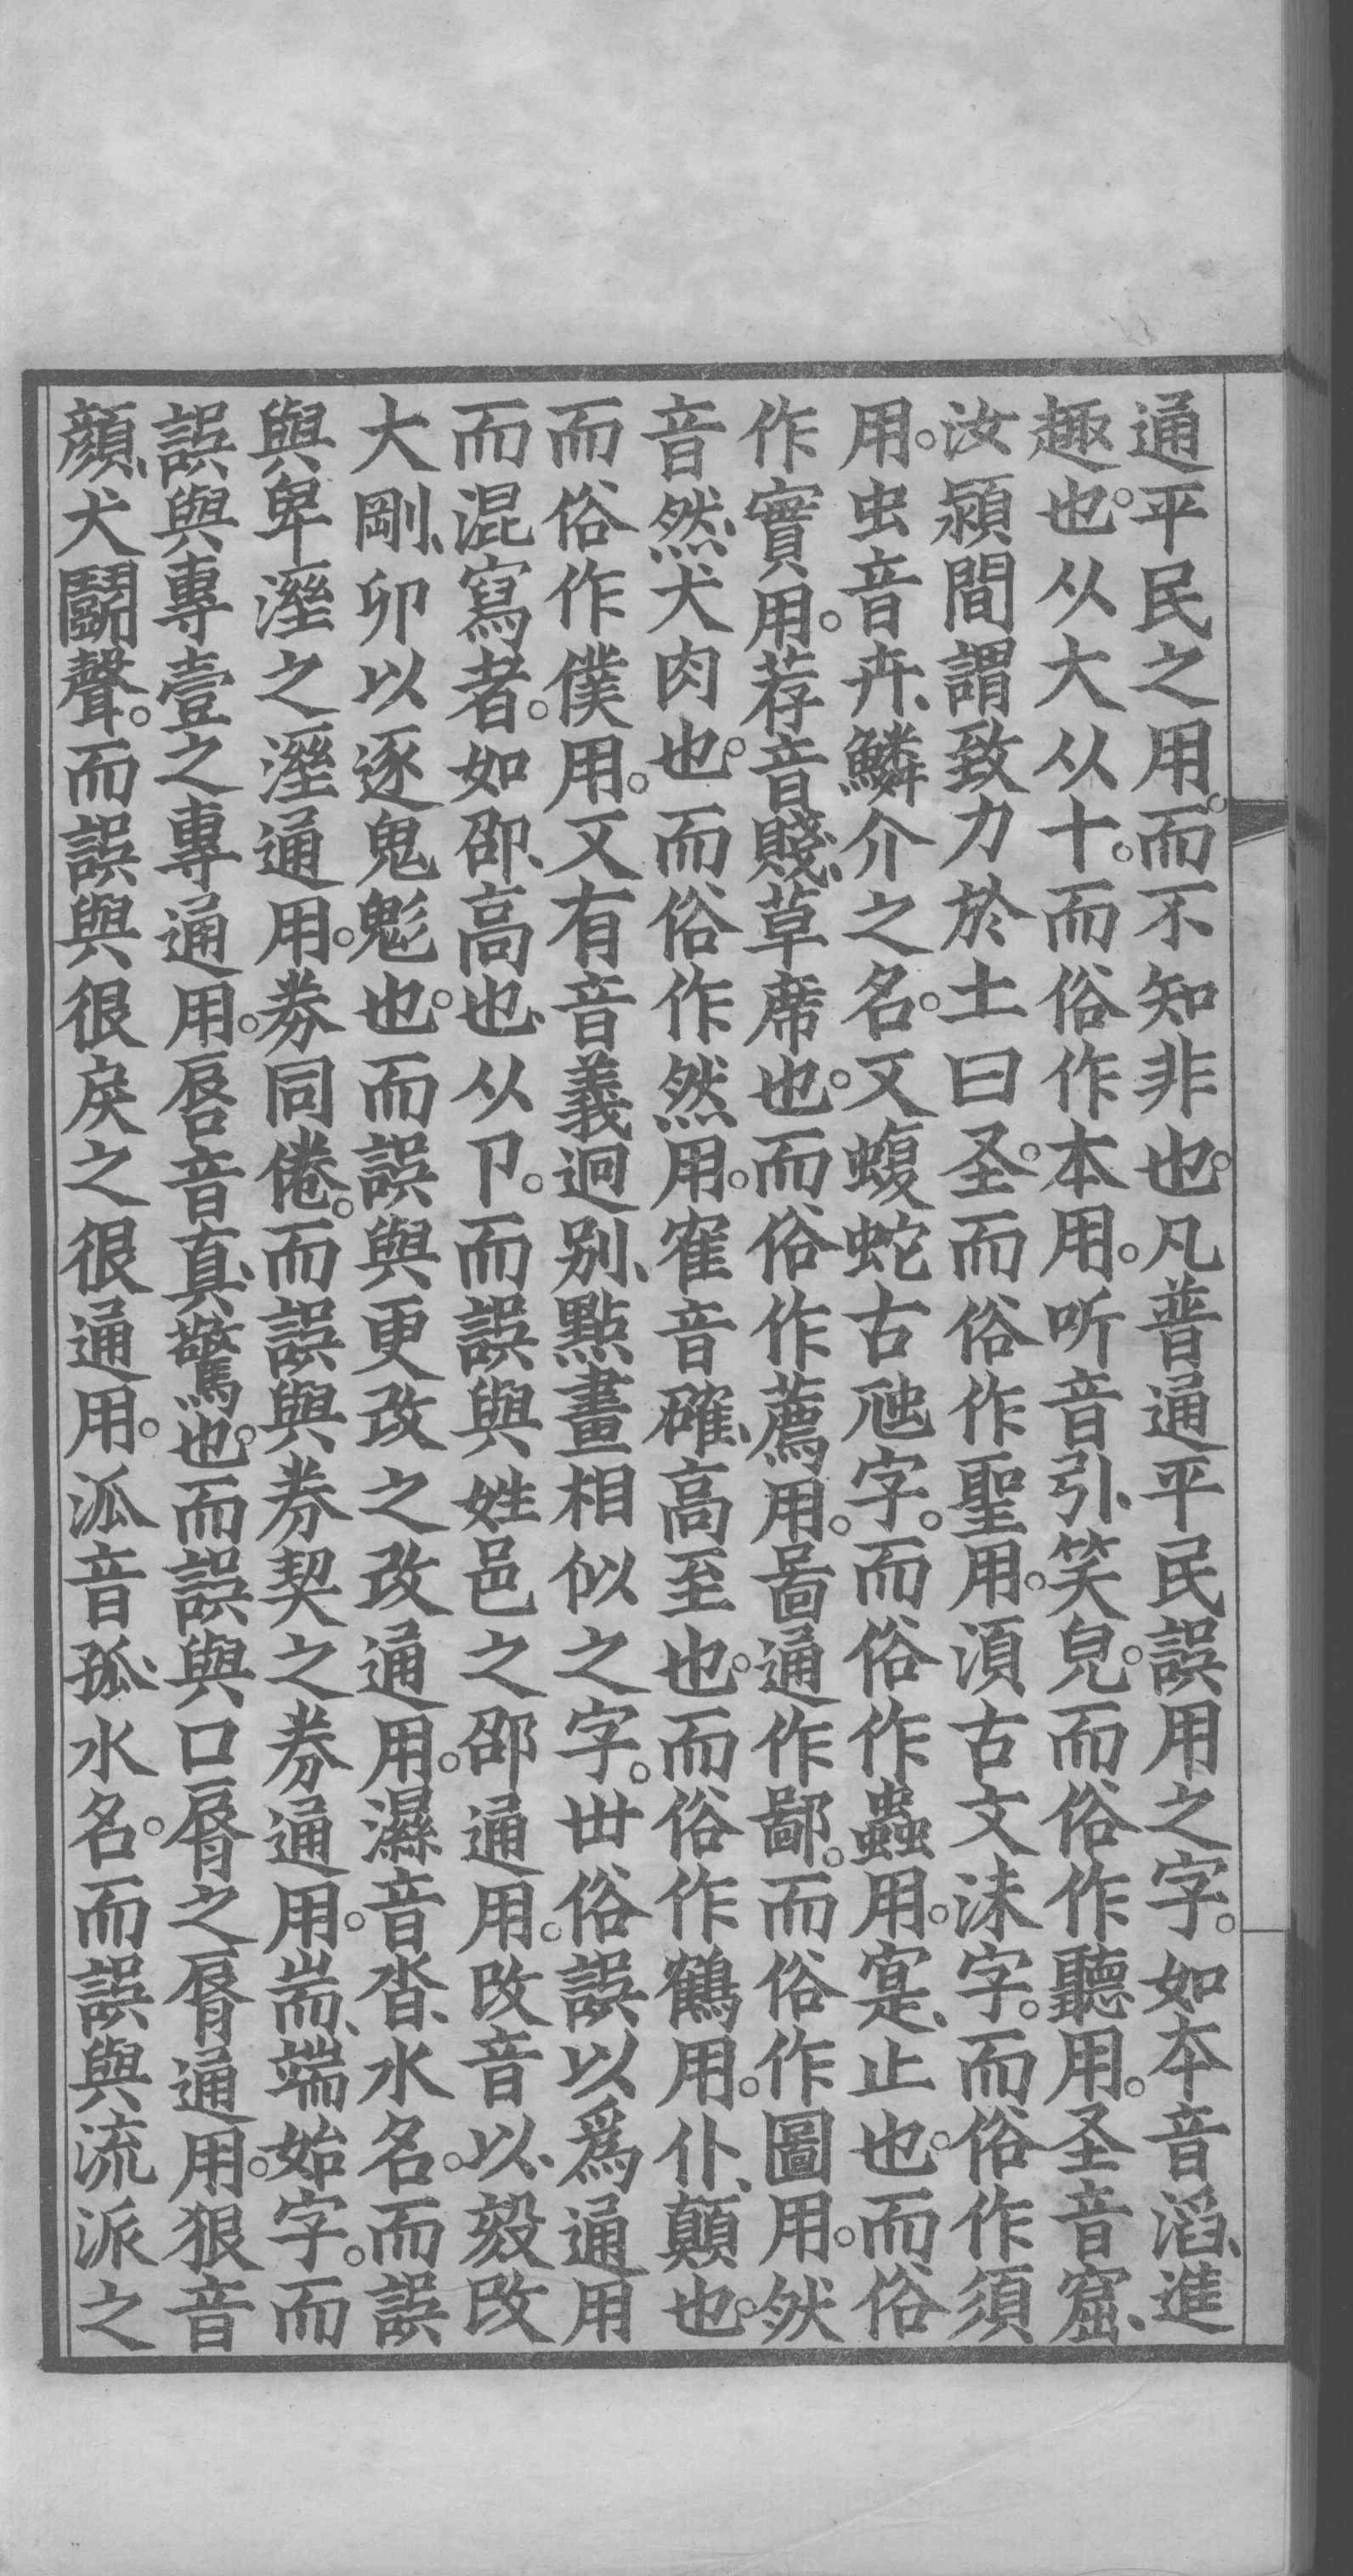 通平民之用。而不知非也。凡普通平民誤用之字。如夲音滔、進
趣也。从大从十。而俗作本用。听音引、笑皃。而俗作聽用。圣音窟、
汝潁間謂致力於土曰圣。而俗作聖用。湏古文沬字。而俗作須
用。虫音卉、鱗介之名。又蝮蛇古虺字。而俗作蟲用。寔、止也。而俗
作實用。荐音賤、草席也。而俗作薦用。啚通作鄙。而俗作圖用。肰
音然、犬肉也。而俗作然用。隺音確、高至也。而俗作鶴用。仆、顛也。
而俗作僕用。又有音義迥别、點畫相似之字。丗俗誤以爲通用
而混寫者。如卲、高也、从卩。而誤與姓邑之邵通用。攺音以、毅攺
大剛、卯以逐鬼鬽也。而誤與更改之改通用。濕音沓、水名。而誤
與卑溼之溼通用。劵同倦。而誤與券契之券通用。耑、端始字。而
誤與專壹之專通用。唇音真、驚也。而誤與口脣之脣通用。狠音
顏、犬鬭聲。而誤與很戾之很通用。泒音孤、水名。而誤與流派之